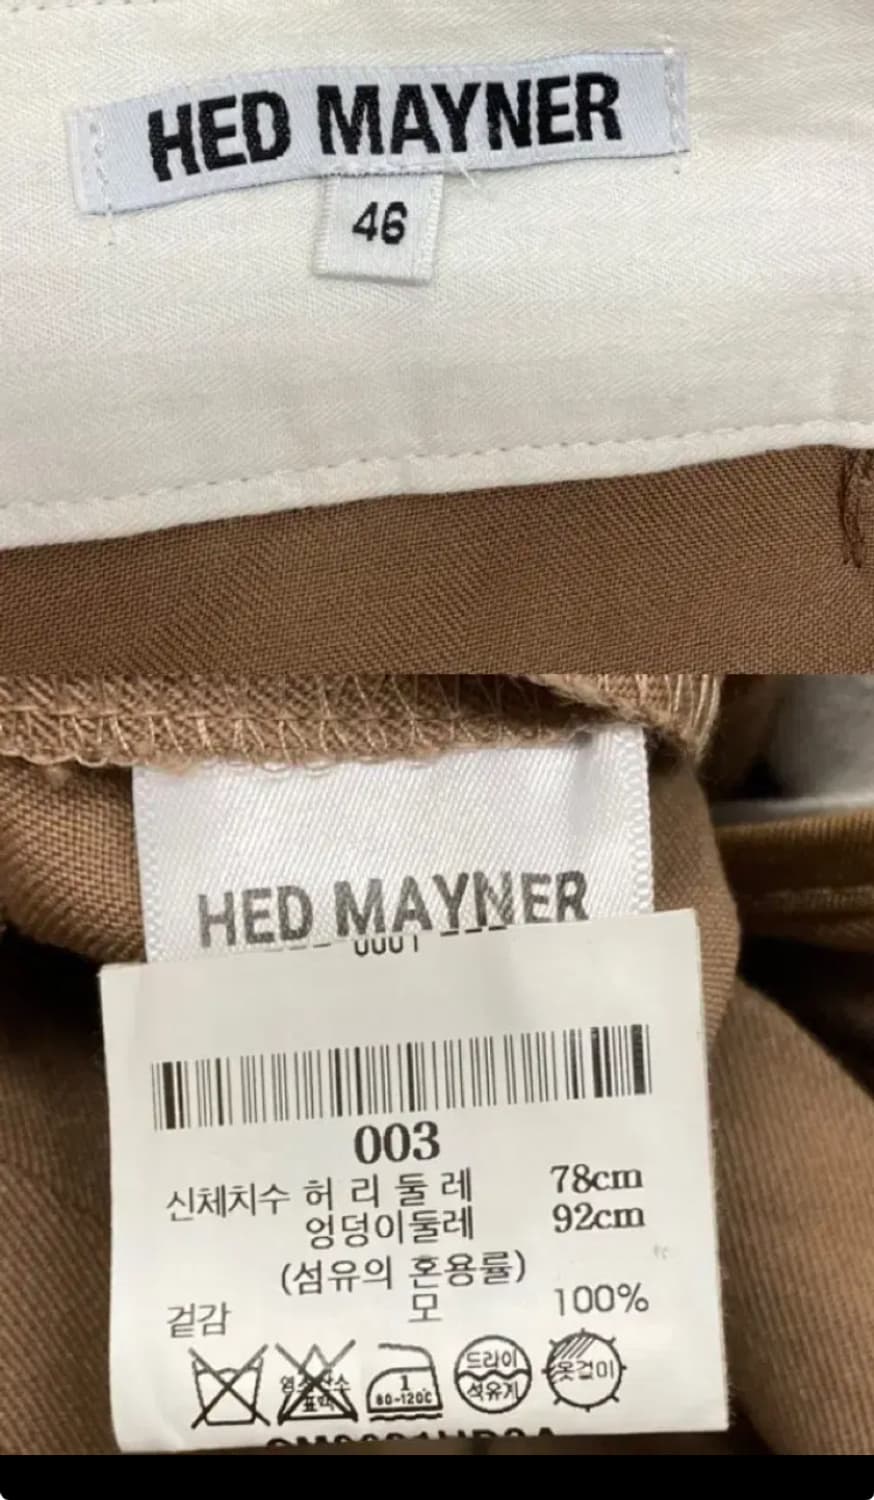 HED MAYNER
46
HED MAYNER
0001
003
신체치수 허 리 둘 레 78cm
엉덩이둘레 92cm
(섬유의 혼용률)
겉감 모 100%
1
80~120℃
드라이
석유계
옷걸이